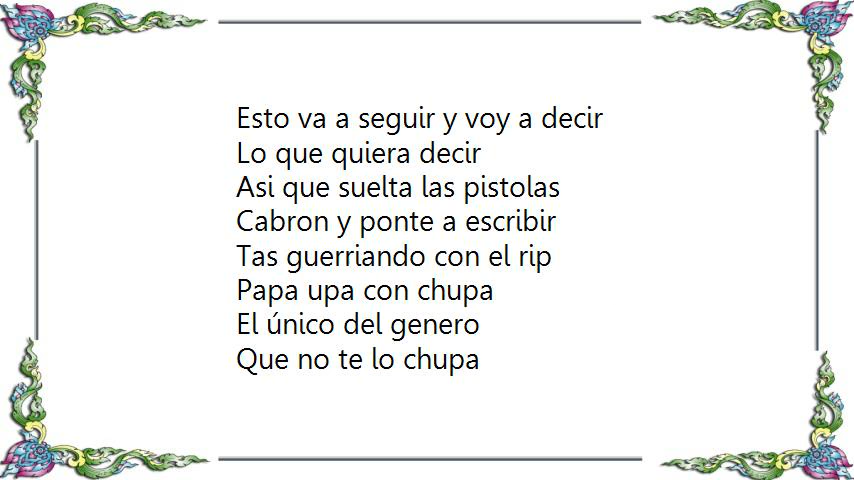 Esto va a seguir y voy a decir
Lo que quiera decir
Asi que suelta las pistolas
Cabron y ponte a escribir
Tas guerriando con el rip
Papa upa con chupa
El único del genero
Que no te lo chupa